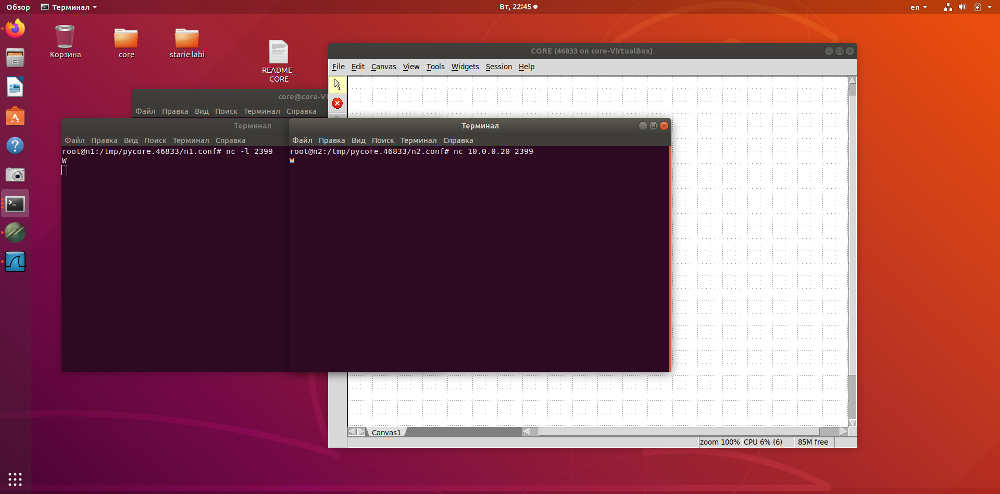 Обзор Терминал Вт, 22:45 en
Корзина
core
starie labi
README_
CORE
CORE (46833 on core-VirtualBox)
File Edit Canvas View Tools Widgets Session Help
core@core-Vi
Файл Правка Вид Поиск Терминал Справка
Терминал
Файл Правка Вид Поиск Терминал Справка
root@n1:/tmp/pycore.46833/n1.conf# nc -l 2399
W
Терминал
Файл Правка Вид Поиск Терминал Справка
root@n2:/tmp/pycore.46833/n2.conf# nc 10.0.0.20 2399
W
Canvas1
zoom 100% CPU 6% (6) 85M free